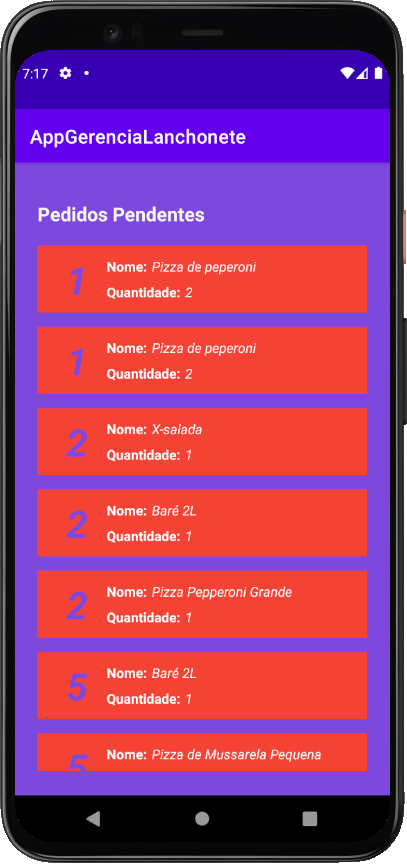 7:17
AppGerenciaLanchonete
Pedidos Pendentes
1
Nome: Pizza de peperoni
Quantidade: 2
1
Nome: Pizza de peperoni
Quantidade: 2
2
Nome: X-salada
Quantidade: 1
2
Nome: Baré 2L
Quantidade: 1
2
Nome: Pizza Pepperoni Grande
Quantidade: 1
5
Nome: Baré 2L
Quantidade: 1
5
Nome: Pizza de Mussarela Pequena